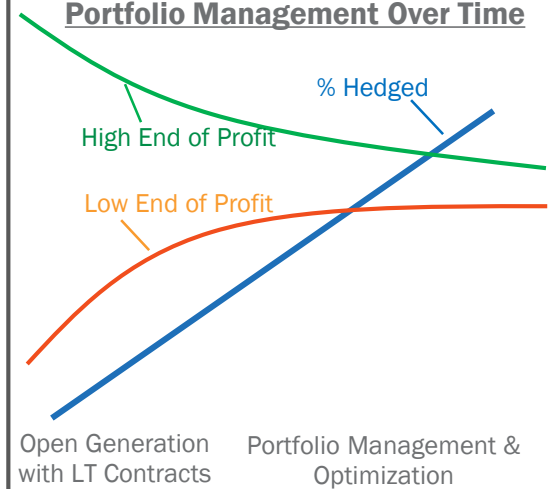 Portfolio Management Over Time
% Hedged
High End of Profit
Low End of Profit
Open Generation
with LT Contracts
Portfolio Management &
Optimization